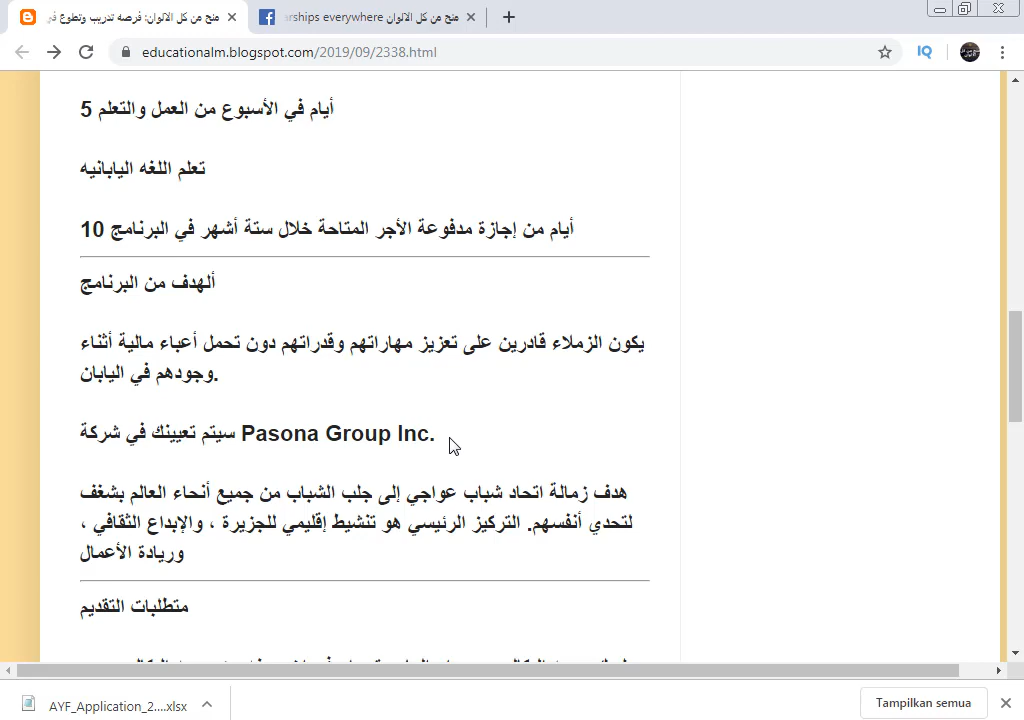 منح من كل الالوان: فرصه تدريب وتطوع في
منح من كل الالوان arships everywhere
educationalm.blogspot.com/2019/09/2338.html
IQ
أيام في الأسبوع من العمل والتعلم 5
تعلم اللغه اليابانيه
أيام من إجازة مدفوعة الأجر المتاحة خلال ستة أشهر في البرنامج 10
ألهدف من البرنامج
يكون الزملاء قادرين على تعزيز مهاراتهم وقدراتهم دون تحمل أعباء مالية أثناء
وجودهم في اليابان.
سيتم تعيينك في شركة Pasona Group Inc.
هدف زمالة اتحاد شباب عواجي إلى جلب الشباب من جميع أنحاء العالم بشغف
لتحدي أنفسهم. التركيز الرئيسي هو تنشيط إقليمي للجزيرة ، والإبداع الثقافي ،
وريادة الأعمال
متطلبات التقديم
AYF_Application_2....xlsx
Tampilkan semua